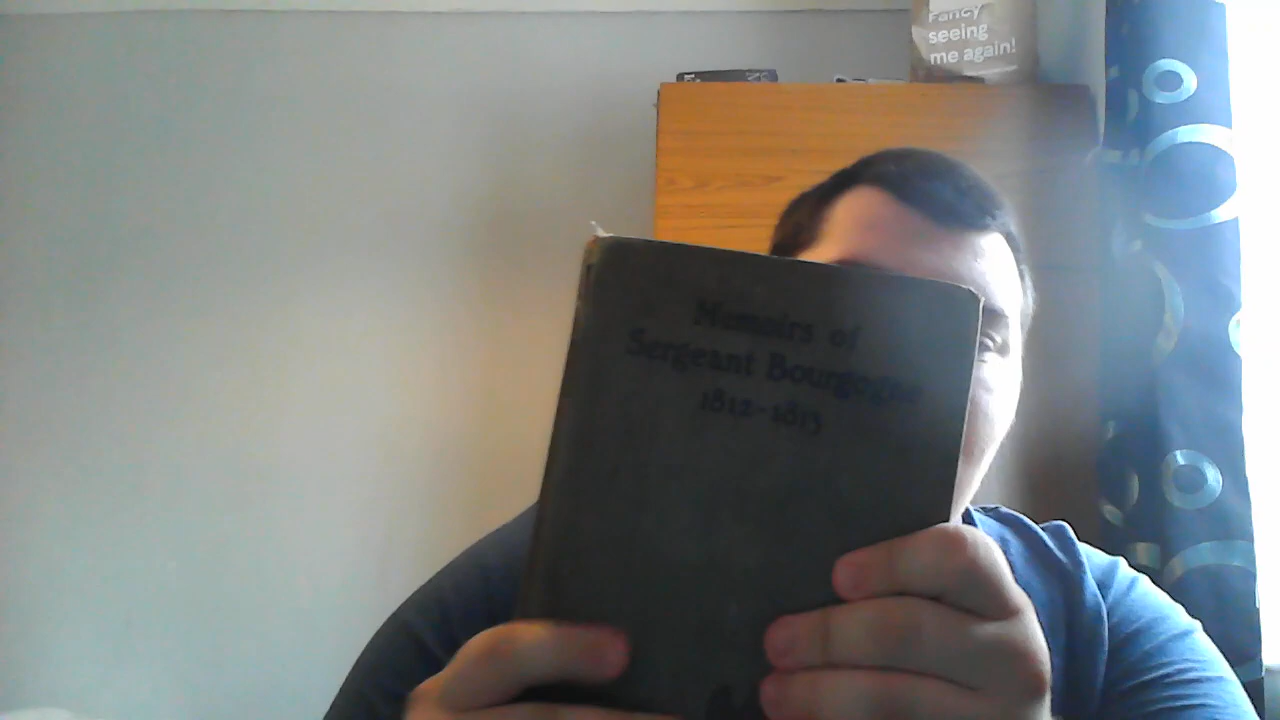 Fancy
seeing
me again!
Memoirs of
Sergeant Bourgogne
1812-1813